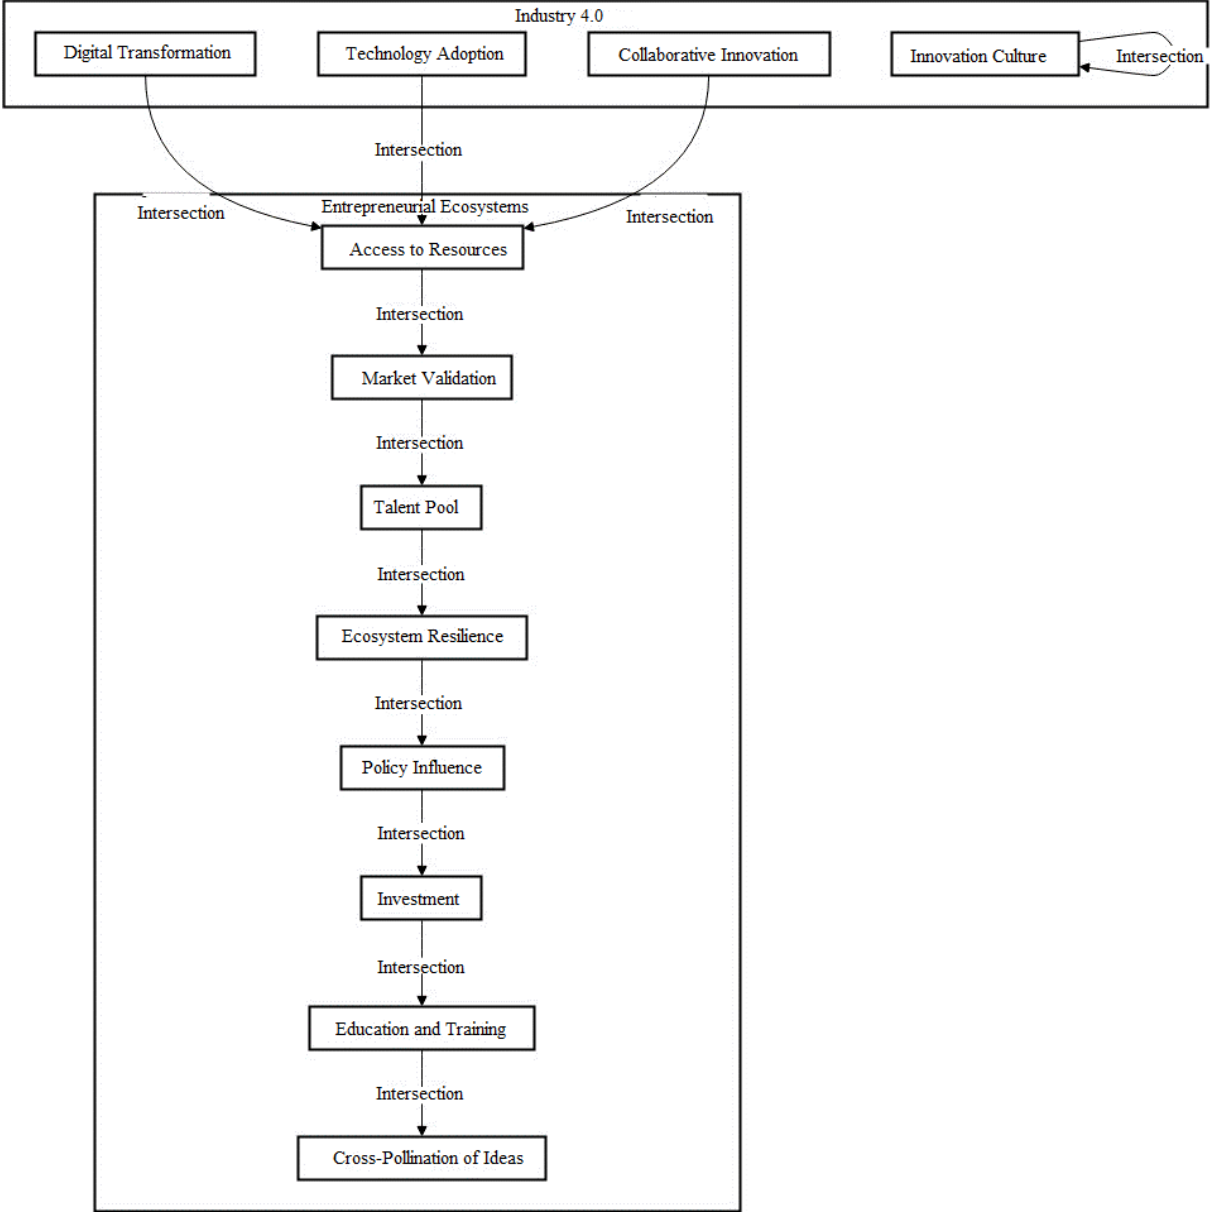 Industry 4.0
Digital Transformation
Technology Adoption
Collaborative Innovation
Innovation Culture
Intersection
Intersection
Intersection
Intersection
Entrepreneurial Ecosystems
Access to Resources
Intersection
Market Validation
Intersection
Talent Pool
Intersection
Ecosystem Resilience
Intersection
Policy Influence
Intersection
Investment
Intersection
Education and Training
Intersection
Cross-Pollination of Ideas